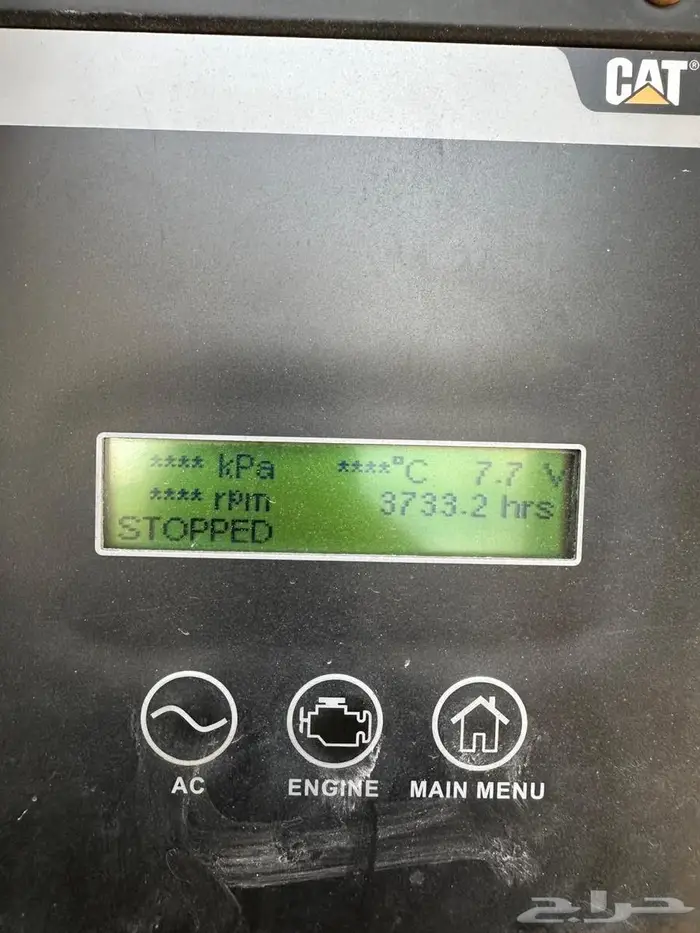 CAT®
**** kPa ****°C 7.7 V
**** rpm 3733.2 hrs
STOPPED
AC ENGINE MAIN MENU
حراج